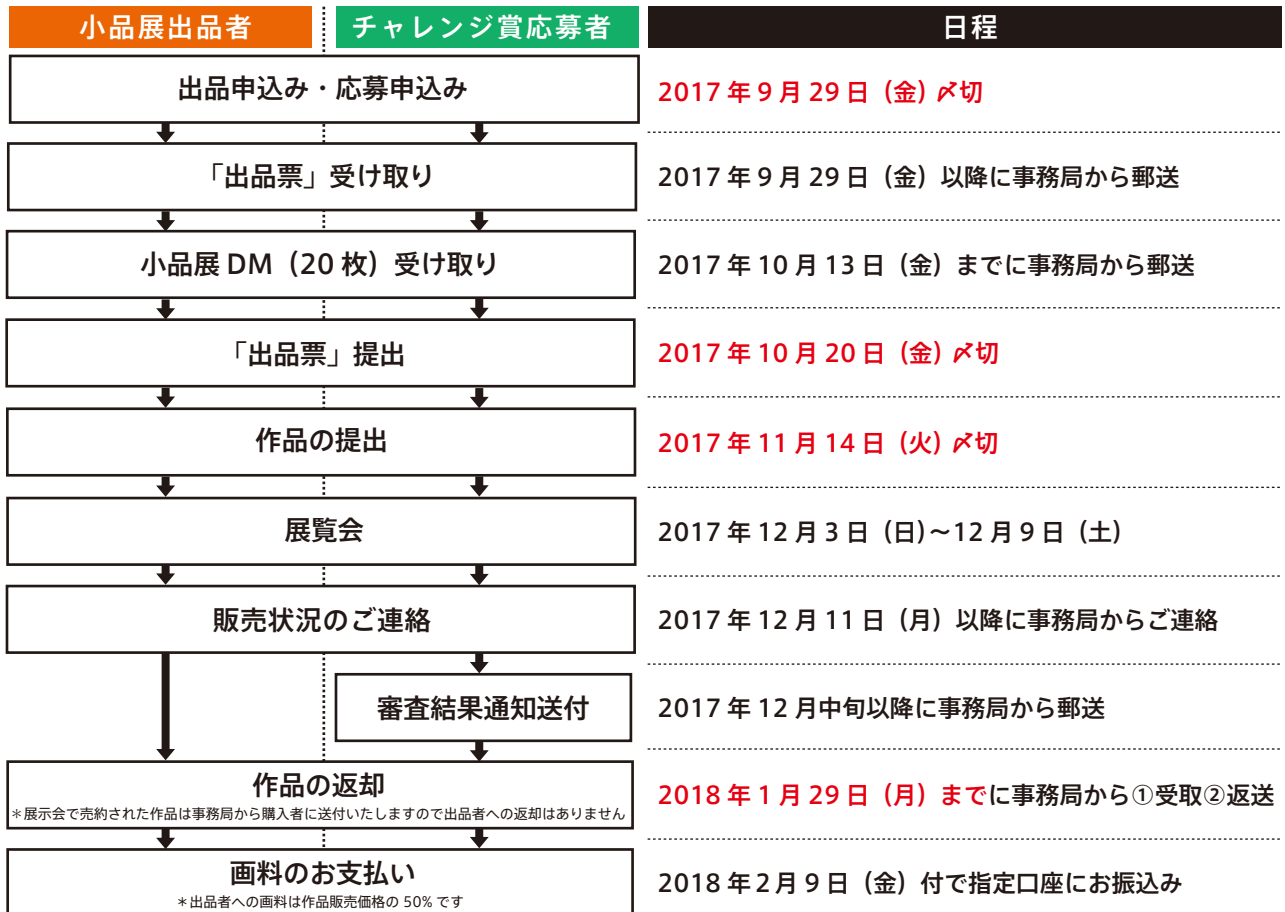 小品展出品者
チャレンジ賞応募者
日程
出品申込み・応募申込み
2017年9月29日（金）〆切
「出品票」受け取り
2017年9月29日（金）以降に事務局から郵送
小品展DM（20枚）受け取り
2017年10月13日（金）までに事務局から郵送
「出品票」提出
2017年10月20日（金）〆切
作品の提出
2017年11月14日（火）〆切
展覧会
2017年12月3日（日）～12月9日（土）
販売状況のご連絡
2017年12月11日（月）以降に事務局からご連絡
審査結果通知送付
2017年12月中旬以降に事務局から郵送
作品の返却
＊展示会で売約された作品は事務局から購入者に送付いたしますので出品者への返却はありません
2018年1月29日（月）までに事務局から①受取②返送
画料のお支払い
＊出品者への画料は作品販売価格の50%です
2018年2月9日（金）付で指定口座にお振込み